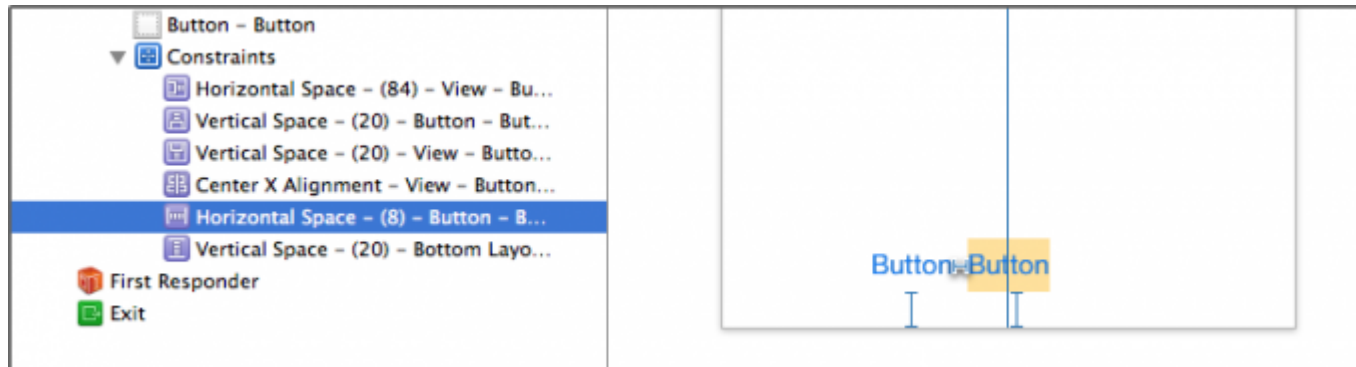 Button – Button
Constraints
Horizontal Space – (84) – View – Bu...
Vertical Space – (20) – Button – But...
Vertical Space – (20) – View – Butto...
Center X Alignment – View – Button...
Horizontal Space – (8) – Button – B...
Vertical Space – (20) – Bottom Layo...
First Responder
Exit
Button Button